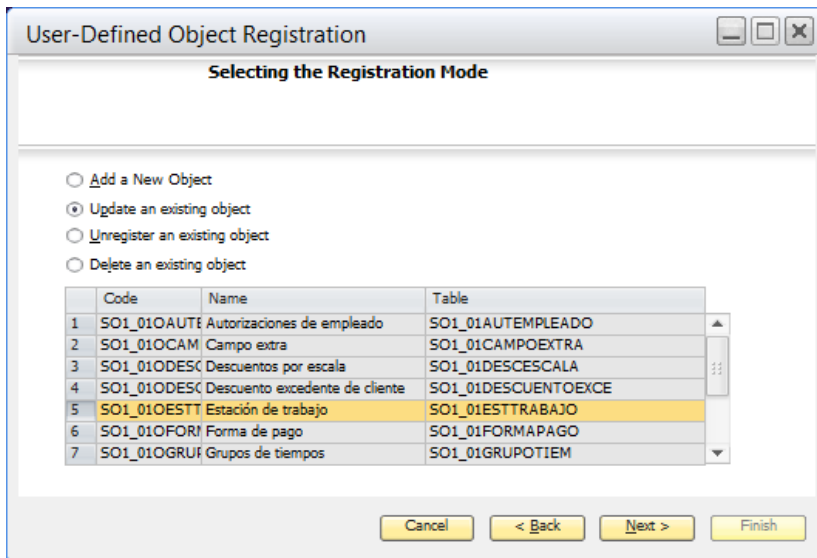 User-Defined Object Registration
Selecting the Registration Mode
Add a New Object
Update an existing object
Unregister an existing object
Delete an existing object
Code Name Table
1 SO1_01OAUTE Autorizaciones de empleado SO1_01AUTEMPLEADO
2 SO1_01OCAM Campo extra SO1_01CAMPOEXTRA
3 SO1_01ODESC Descuentos por escala SO1_01DESCESCALA
4 SO1_01ODESC Descuento excedente de cliente SO1_01DESCUENTOEXCE
5 SO1_01OESTT Estación de trabajo SO1_01ESTTRABAJO
6 SO1_01OFORM Forma de pago SO1_01FORMAPAGO
7 SO1_01OGRUP Grupos de tiempos SO1_01GRUPOTIEM
Cancel < Back Next > Finish